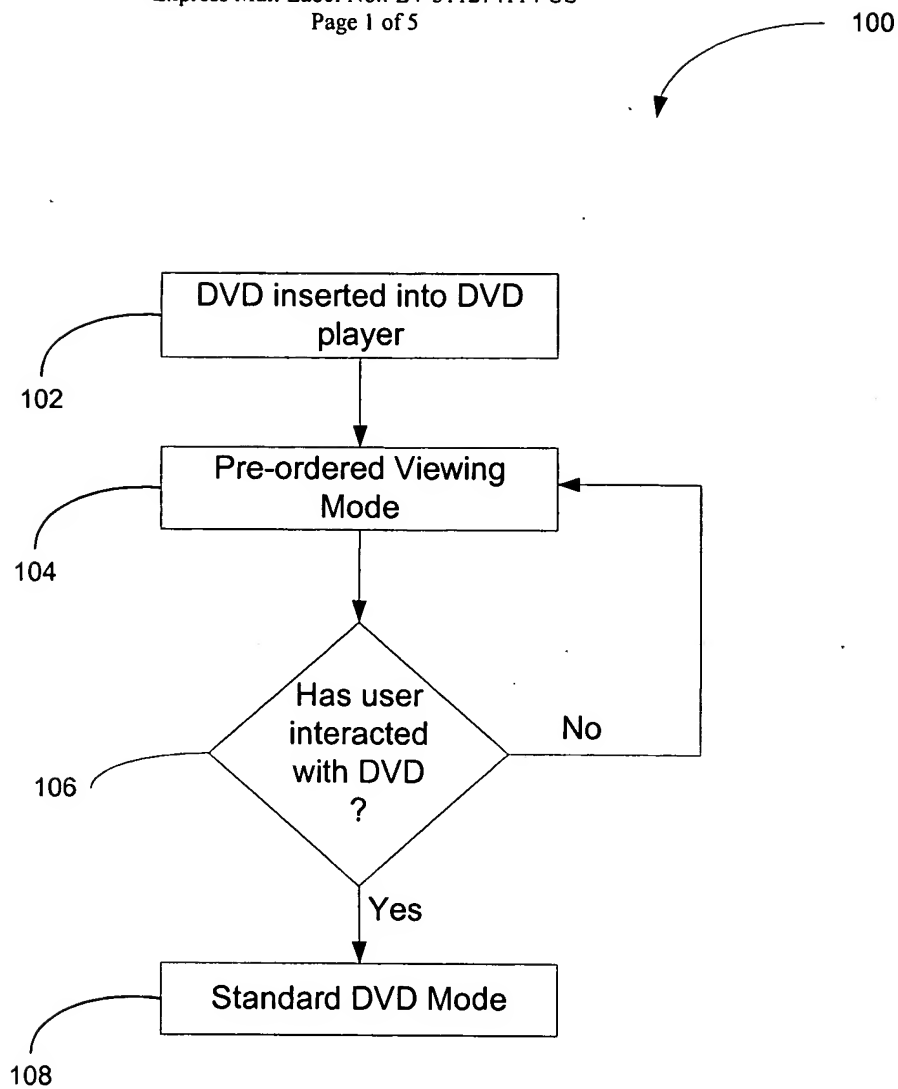 Page 1 of 5
100
DVD inserted into DVD
player
102
Pre-ordered Viewing
Mode
104
Has user
interacted
with DVD
?
No
106
Yes
Standard DVD Mode
108